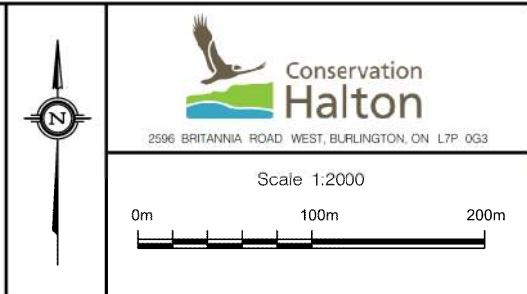 N
Conservation
Halton
2596 BRITANNIA ROAD WEST, BURLINGTON, ON L7P 0G3
Scale 1:2000
0m 100m 200m